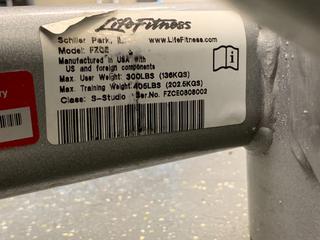 LifeFitness
Schiller Park, IL www.LifeFitness.com
Model: FZCE
Manufactured in USA with
US and foreign components
Max. User Weight: 300LBS (136KGS)
Max. Training Weight: 405LBS (202.5KGS)
Class: S-Studio Ser.No. FZCE0808002